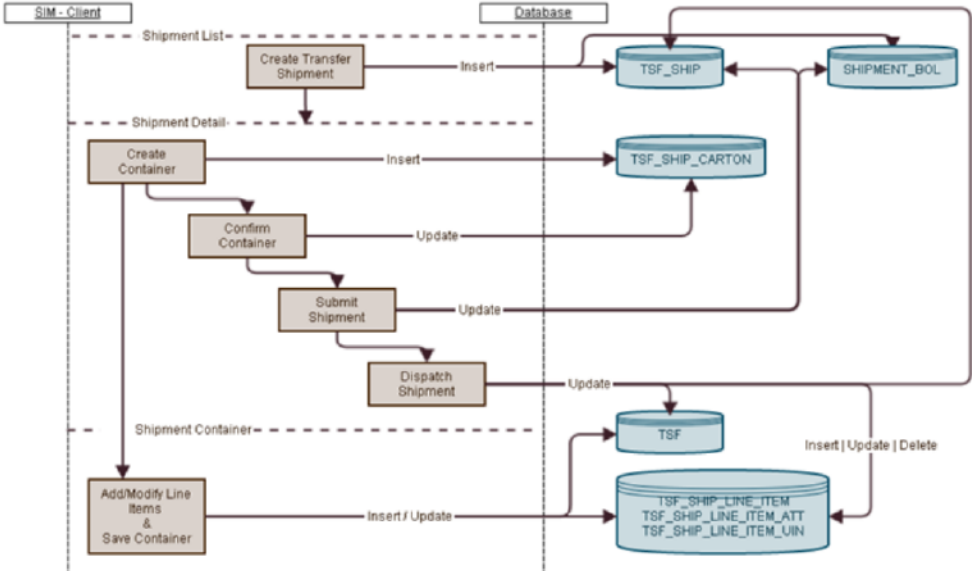 SIM - Client
Database
Shipment List
Create Transfer
Shipment
Insert
TSF_SHIP
SHIPMENT_BOL
Shipment Detail
Create
Container
Insert
TSF_SHIP_CARTON
Confirm
Container
Update
Submit
Shipment
Update
Dispatch
Shipment
Update
Shipment Container
TSF
Insert | Update | Delete
Add/Modify Line
Items
&
Save Container
Insert / Update
TSF_SHIP_LINE_ITEM
TSF_SHIP_LINE_ITEM_ATT
TSF_SHIP_LINE_ITEM_UIN